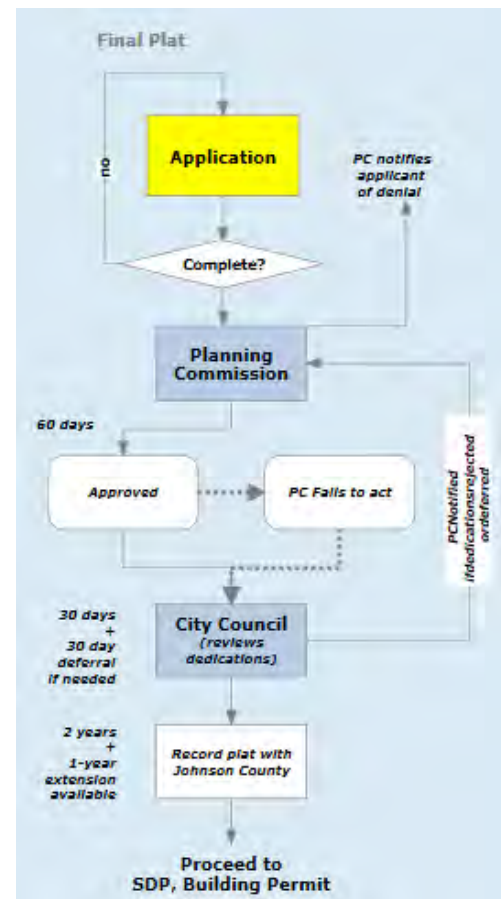 Final Plat
no
Application
PC notifies
applicant
of denial
Complete?
Planning
Commission
60 days
Approved
PC Fails to act
PCNotified
ifdedicationsrejected
ordeferred
30 days
+
30 day
deferral
if needed
City Council
(reviews
dedications)
2 years
+
1-year
extension
available
Record plat with
Johnson County
Proceed to
SDP, Building Permit